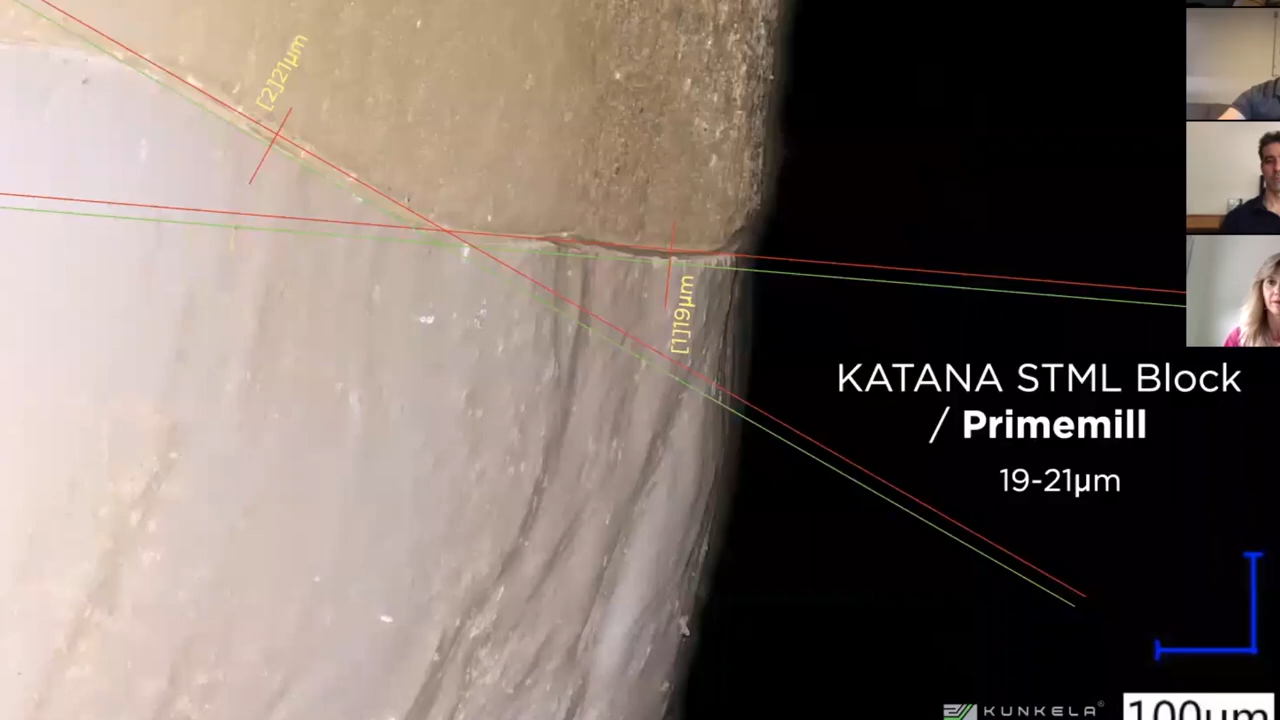 [2]21µm
[1]19µm
KATANA STML Block
/ Primemill
19-21µm
KUNKELA®
100µm